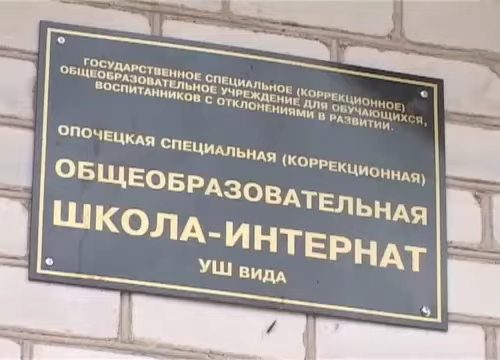 ГОСУДАРСТВЕННОЕ СПЕЦИАЛЬНОЕ (КОРРЕКЦИОННОЕ)
ОБЩЕОБРАЗОВАТЕЛЬНОЕ УЧРЕЖДЕНИЕ ДЛЯ ОБУЧАЮЩИХСЯ,
ВОСПИТАННИКОВ С ОТКЛОНЕНИЯМИ В РАЗВИТИИ.
ОПОЧЕЦКАЯ СПЕЦИАЛЬНАЯ (КОРРЕКЦИОННАЯ)
ОБЩЕОБРАЗОВАТЕЛЬНАЯ
ШКОЛА-ИНТЕРНАТ
УШ ВИДА